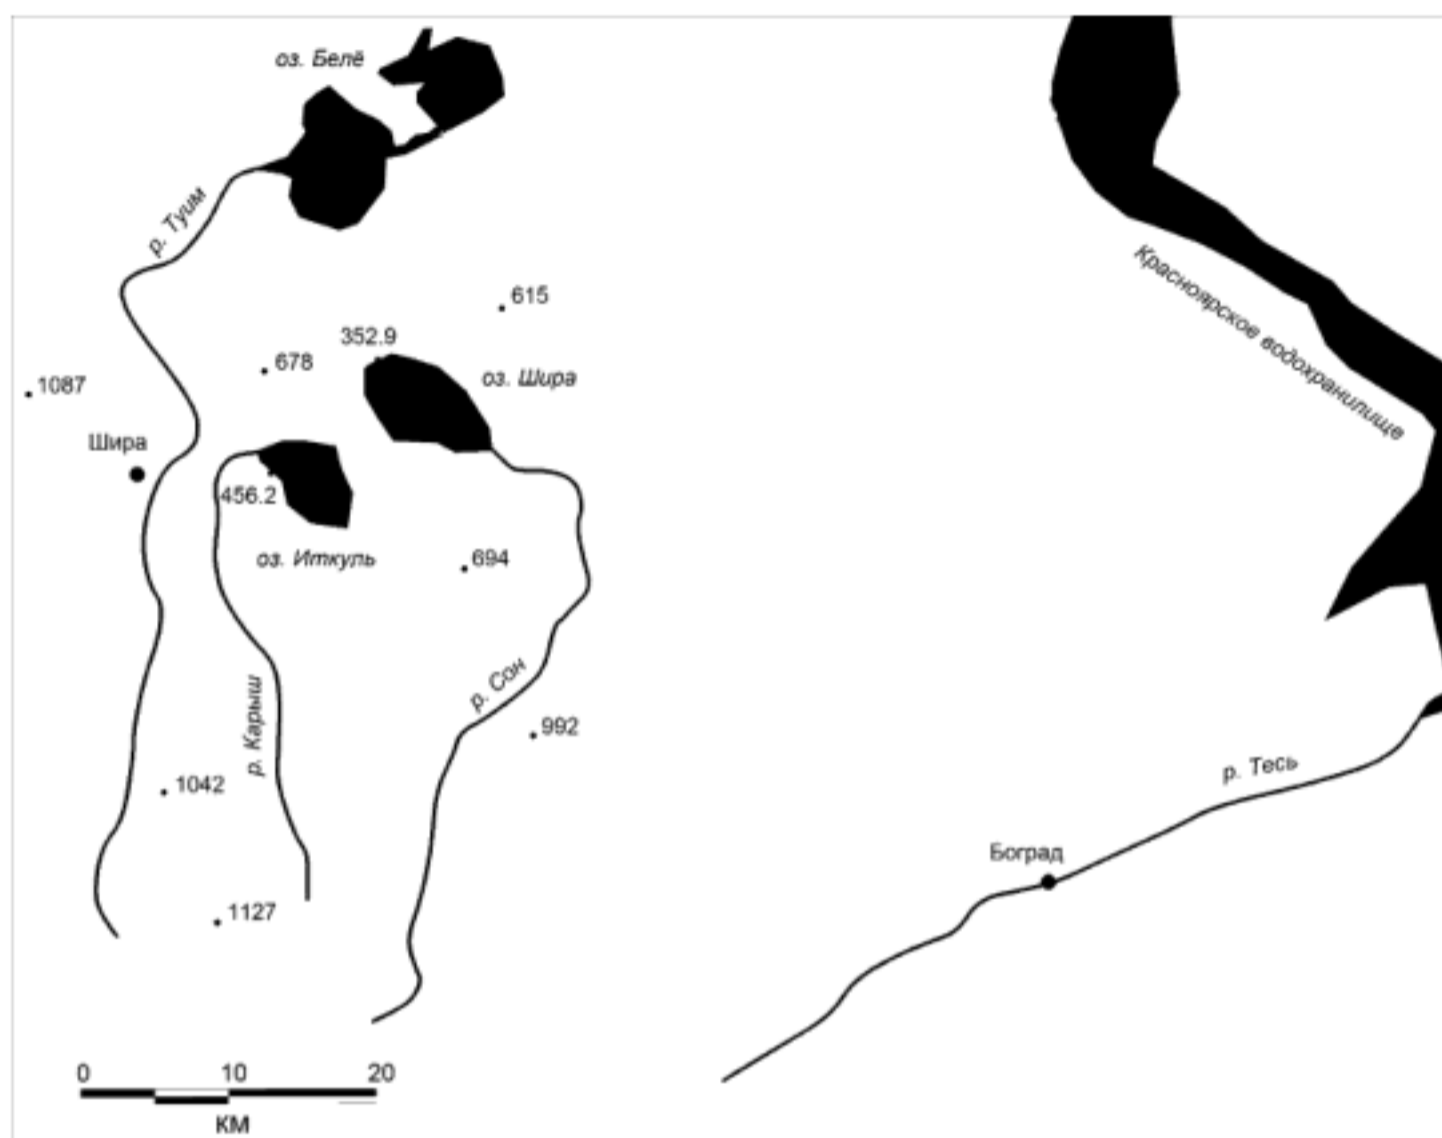 оз. Белё
р. Туим
Красноярское водохранилище
615
352.9
678
оз. Шира
1087
Шира
456.2
оз. Иткуль
694
р. Сон
р. Карыш
992
р. Тесь
1042
Боград
1127
0 10 20
КМ